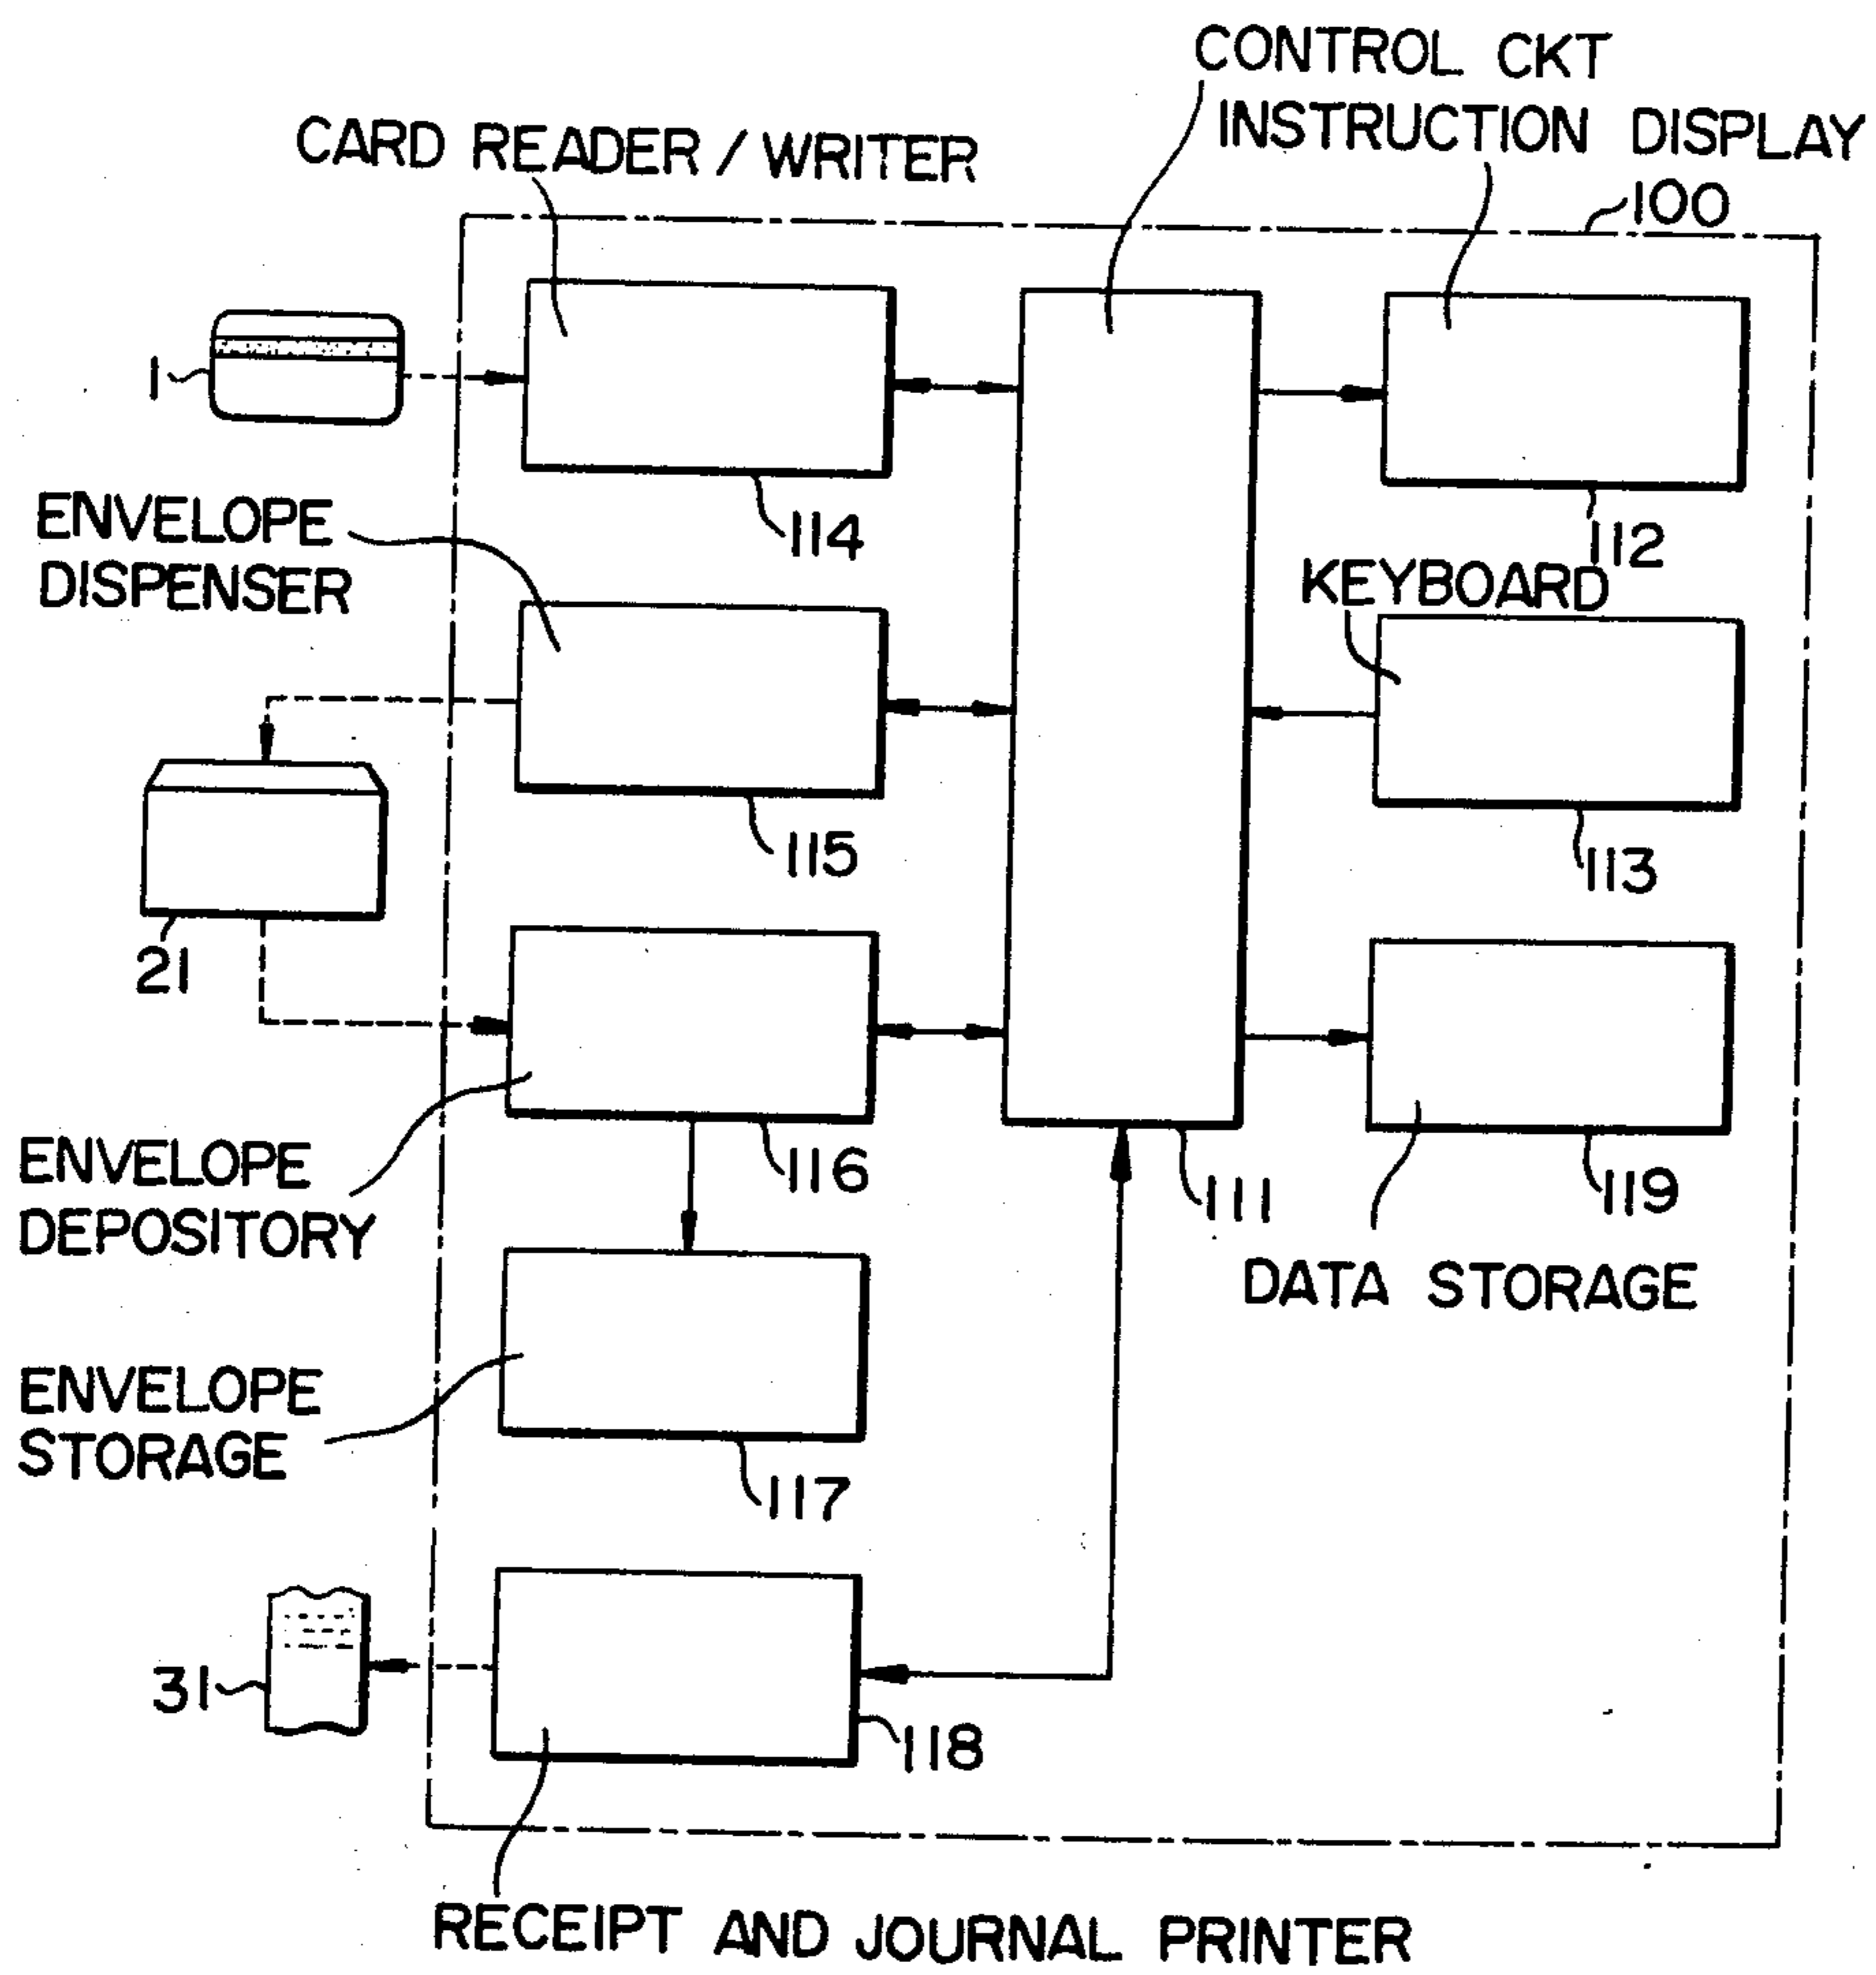 CONTROL CKT
CARD READER / WRITER
INSTRUCTION DISPLAY
100
1
114
112
ENVELOPE
DISPENSER
KEYBOARD
115
113
21
116
111
119
ENVELOPE
DEPOSITORY
DATA STORAGE
ENVELOPE
STORAGE
117
31
118
RECEIPT AND JOURNAL PRINTER